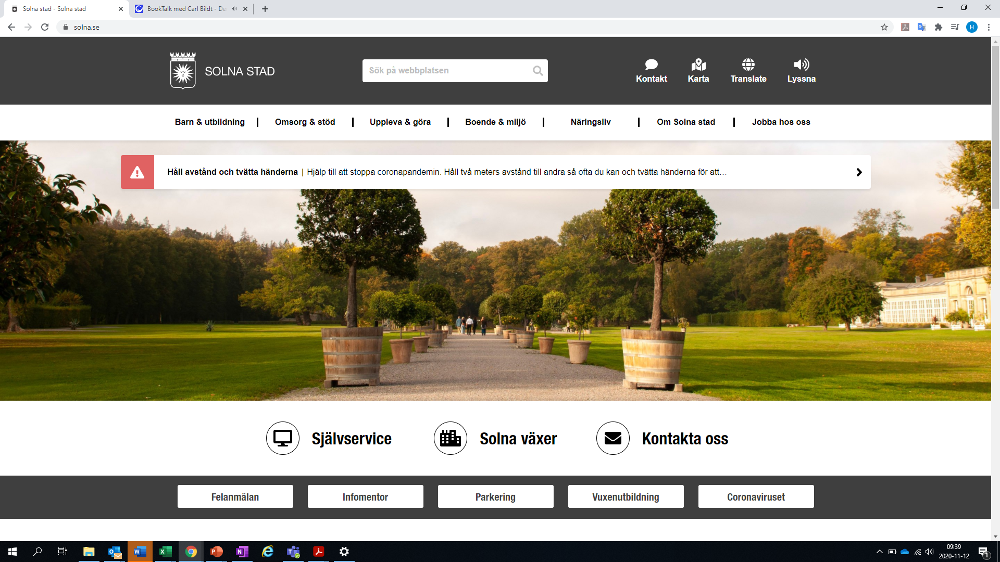 Solna stad - Solna stad
BookTalk med Carl Bildt - De
solna.se
H
SOLNA STAD
Sök på webbplatsen
Kontakt
Karta
Translate
Lyssna
Barn & utbildning
Omsorg & stöd
Uppleva & göra
Boende & miljö
Näringsliv
Om Solna stad
Jobba hos oss
Håll avstånd och tvätta händerna | Hjälp till att stoppa coronapandemin. Håll två meters avstånd till andra så ofta du kan och tvätta händerna för att…
Självservice
Solna växer
Kontakta oss
Felanmälan
Infomentor
Parkering
Vuxenutbildning
Coronaviruset
09:39
2020-11-12
1